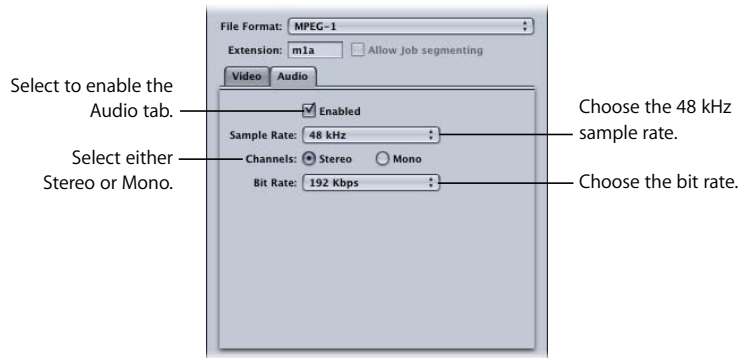 File Format: MPEG-1
Extension: m1a Allow Job segmenting
Video Audio
Select to enable the
Audio tab.
Enabled
Choose the 48 kHz
sample rate.
Sample Rate: 48 kHz
Select either
Stereo or Mono.
Channels: Stereo Mono
Bit Rate: 192 Kbps
Choose the bit rate.